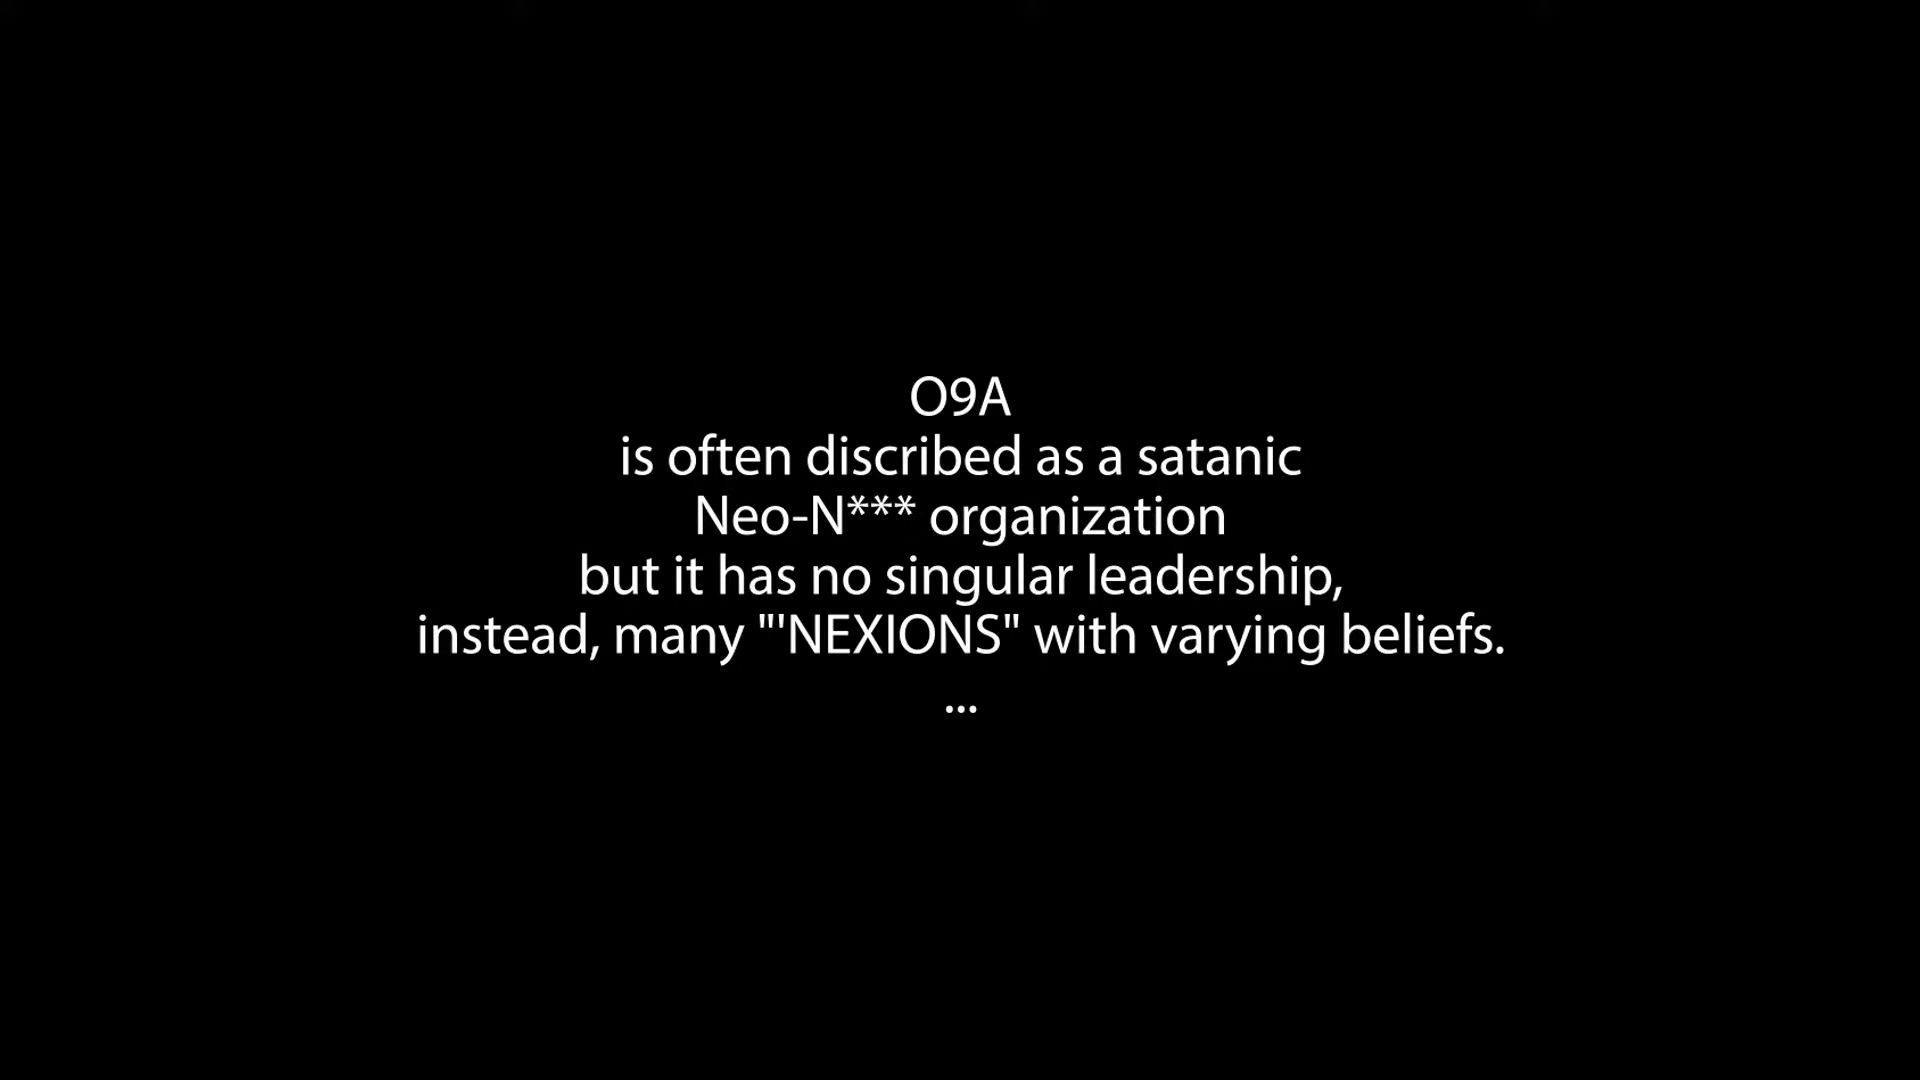 O9A
is often discribed as a satanic
Neo-N*** organization
but it has no singular leadership,
instead, many "'NEXIONS" with varying beliefs.
...